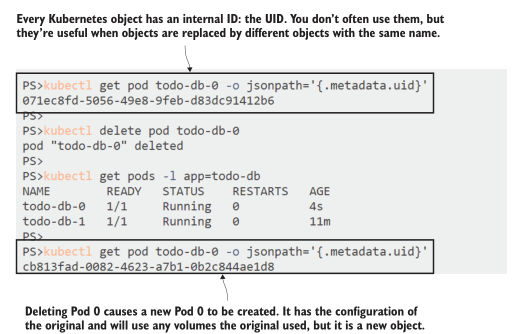 Every Kubernetes object has an internal ID: the UID. You don't often use them, but
they're useful when objects are replaced by different objects with the same name.
PS>kubectl get pod todo-db-0 -o jsonpath='{.metadata.uid}'
071ec8fd-5056-49e8-9feb-d83dc91412b6
PS>
PS>kubectl delete pod todo-db-0
pod "todo-db-0" deleted
PS>
PS>kubectl get pods -l app=todo-db
NAME READY STATUS RESTARTS AGE
todo-db-0 1/1 Running 0 4s
todo-db-1 1/1 Running 0 11m
PS>
PS>kubectl get pod todo-db-0 -o jsonpath='{.metadata.uid}'
cb813fad-0082-4623-a7b1-0b2c844ae1d8
Deleting Pod 0 causes a new Pod 0 to be created. It has the configuration of
the original and will use any volumes the original used, but it is a new object.